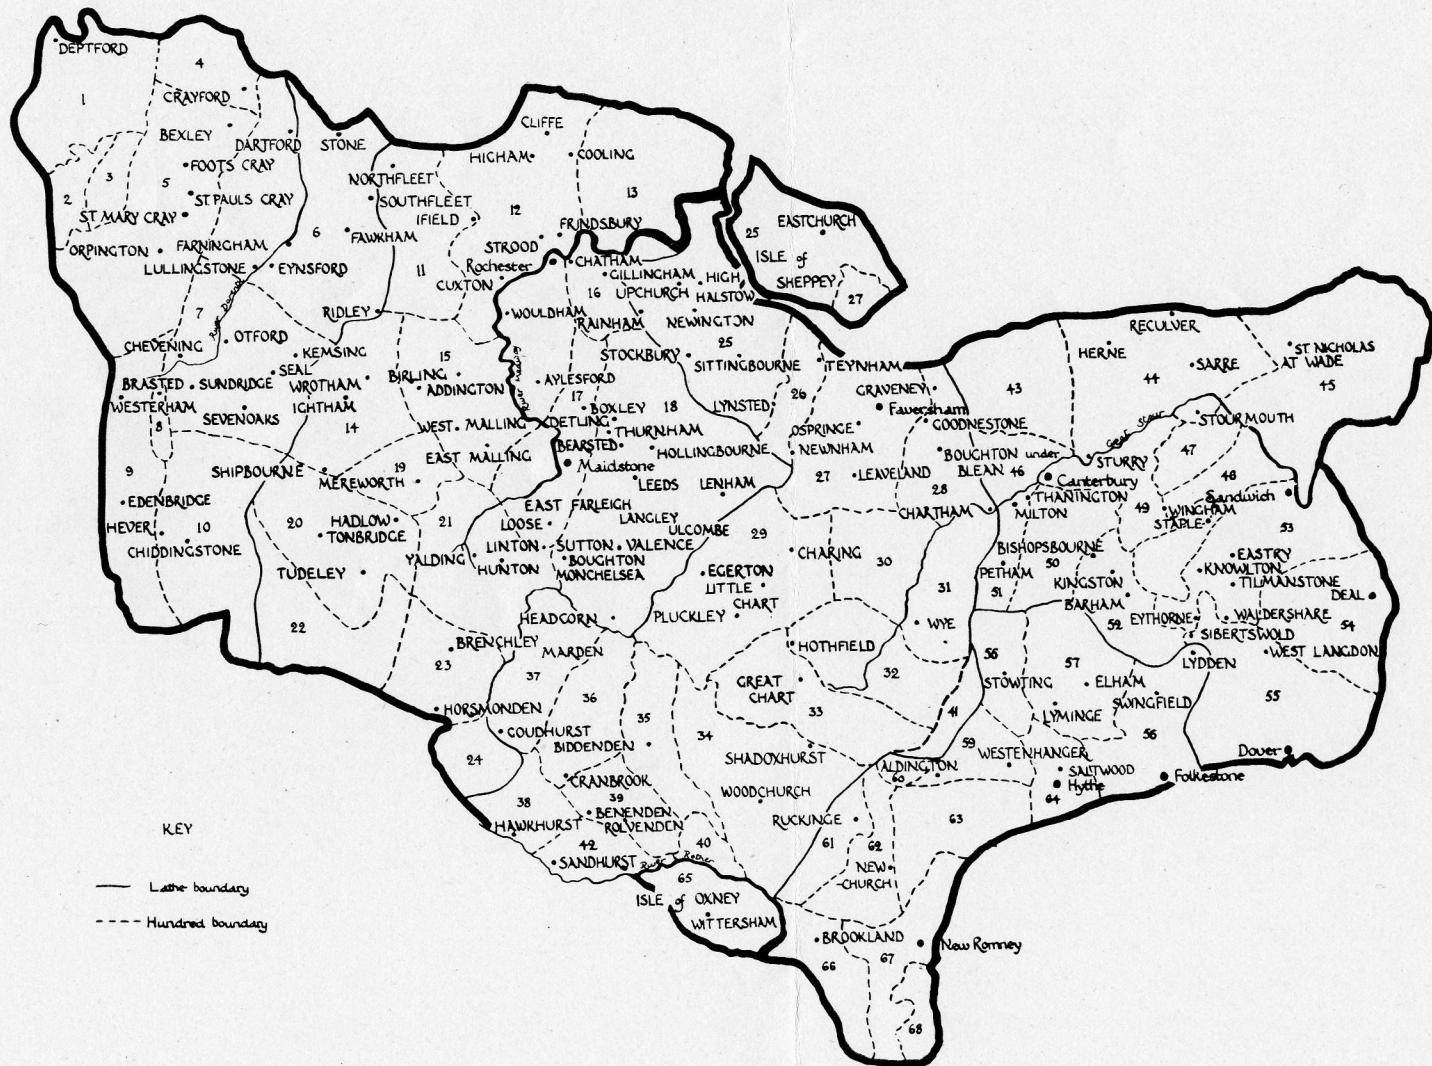 DEPTFORD
4
1
CRAYFORD
BEXLEY
DARTFORD
STONE
FOOTS CRAY
3
5
2
ST PAULS CRAY
ST MARY CRAY
ORPINGTON
FARNINGHAM
6
LULLINGSTONE
EYNSFORD
FAWKHAM
NORTHFLEET
SOUTHFLEET
IFIELD
11
CLIFFE
HIGHAM
COOLING
13
12
FRINDSBURY
STROOD
Rochester
CHATHAM
CUXTON
GILLINGHAM
HIGH
HALSTOW
16
UPCHURCH
WOULDHAM
RAINHAM
NEWINGTON
25
EASTCHURCH
ISLE of
SHEPPEY
27
7
RIDLEY
CHEVENING
OTFORD
KEMSING
SEAL
BRASTED
SUNDRIDGE
WROTHAM
WESTERHAM
SEVENOAKS
IGHTHAM
8
14
15
BIRLING
ADDINGTON
River Medway
AYLESFORD
STOCKBURY
25
SITTINGBOURNE
TEYNHAM
17
BOXLEY
18
LYNSTED
26
GRAVENEY
Faversham
WEST MALLING
DETLING
THURNHAM
OSPRINGE
GOODNESTONE
EAST MALLING
BEARSTED
HOLLINGBOURNE
NEWNHAM
BOUGHTON under
BLEAN
46
Maidstone
9
SHIPBOURNE
19
MEREWORTH
LEEDS
LENHAM
27
LEAVELAND
28
EDENBRIDGE
HEVER
10
CHIDDINGSTONE
20
HADLOW
TONBRIDGE
21
EAST FARLEIGH
LOOSE
LANGLEY
ULCOMBE
29
YALDING
LINTON
SUTTON
VALENCE
HUNTON
BOUGHTON
MONCHELSEA
TUDELEY
EGERTON
LITTLE
CHART
CHARING
30
CHARTHAM
RECULVER
HERNE
SARRE
ST NICHOLAS
AT WADE
43
44
45
Great Stour
STOURMOUTH
STURRY
47
Canterbury
48
THANINGTON
MILTON
49
WINGHAM
STAPLE
Sandwich
53
BISHOPSBOURNE
EASTRY
KNOWLTON
50
PETHAM
KINGSTON
TILMANSTONE
51
BARHAM
DEAL
31
52
EYTHORNE
WALDERSHARE
54
SIBERTSWOLD
WEST LANGDON
LYDDEN
22
HEADCORN
PLUCKLEY
WYE
BRENCHLEY
MARDEN
HOTHFIELD
23
37
32
56
57
STOWTING
ELHAM
SWINGFIELD
55
36
GREAT
CHART
33
HORSMONDEN
35
41
LYMINGE
56
GOUDHURST
BIDDENDEN
34
59
WESTENHANGER
Dover
24
SHADOXHURST
ALDINGTON
60
SALTWOOD
Hythe
Folkestone
64
CRANBROOK
39
WOODCHURCH
38
BENENDEN
HAWKHURST
ROLVENDEN
RUCKINGE
63
42
40
61
62
SANDHURST
River Rother
NEW
CHURCH
65
ISLE of OXNEY
WITTERSHAM
BROOKLAND
New Romney
66
67
68
KEY
Lathe boundary
Hundred boundary